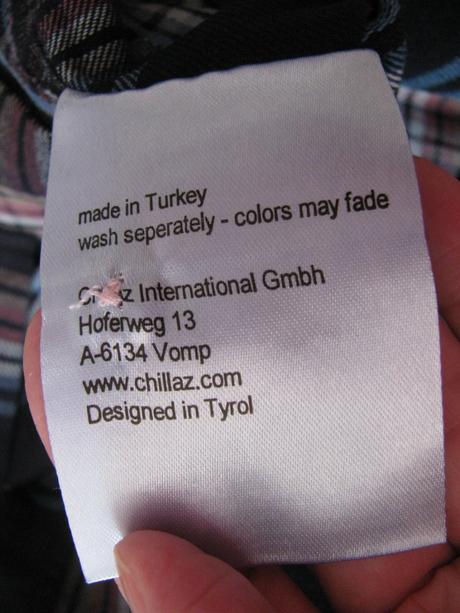 made in Turkey
wash seperately - colors may fade
International Gmbh
Hoferweg 13
A-6134 Vomp
www.chillaz.com
Designed in Tyrol